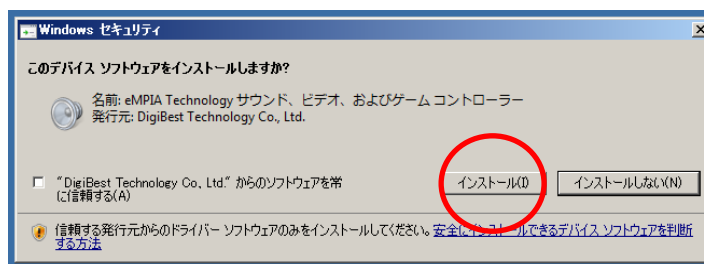 Windows セキュリティ
このデバイス ソフトウェアをインストールしますか?
名前: eMPIA Technology サウンド、ビデオ、およびゲーム コントローラー
発行元: DigiBest Technology Co., Ltd.
"DigiBest Technology Co., Ltd." からのソフトウェアを常
に信頼する(A)
インストール(I)
インストールしない(N)
信頼する発行元からのドライバー ソフトウェアのみをインストールしてください。安全にインストールできるデバイス ソフトウェアを判断
する方法